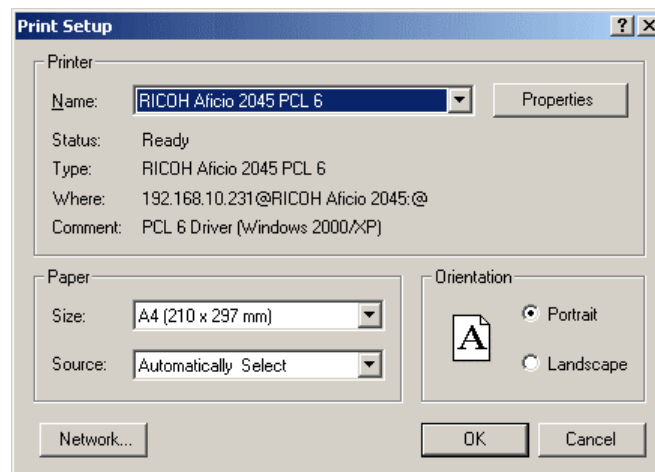 Print Setup
Printer
Name: RICOH Aficio 2045 PCL 6 Properties
Status: Ready
Type: RICOH Aficio 2045 PCL 6
Where: 192.168.10.231@RICOH Aficio 2045:@
Comment: PCL 6 Driver (Windows 2000/XP)
Paper Orientation
Size: A4 (210 x 297 mm) Portrait
A
Source: Automatically Select Landscape
Network... OK Cancel